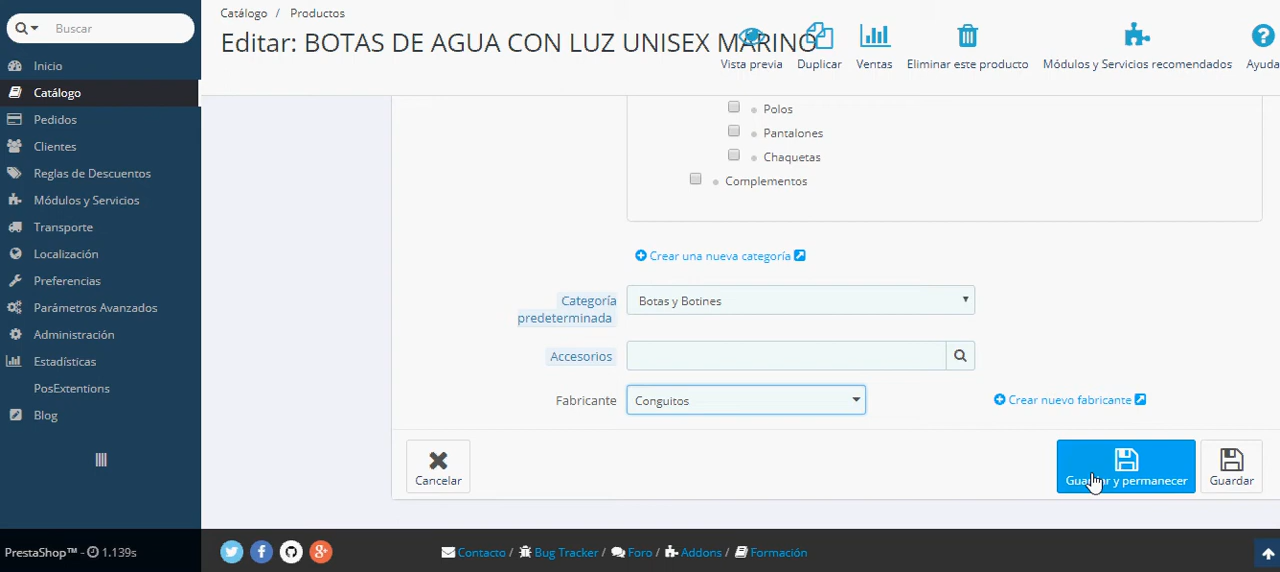 Buscar
Inicio
Catálogo
Pedidos
Clientes
Reglas de Descuentos
Módulos y Servicios
Transporte
Localización
Preferencias
Parámetros Avanzados
Administración
Estadísticas
PosExtentions
Blog
Catálogo / Productos
Editar: BOTAS DE AGUA CON LUZ UNISEX MARINO
Vista previa
Duplicar
Ventas
Eliminar este producto
Módulos y Servicios recomendados
Ayuda
Polos
Pantalones
Chaquetas
Complementos
Crear una nueva categoría
Categoría
predeterminada
Botas y Botines
Accesorios
Fabricante
Conguitos
Crear nuevo fabricante
Cancelar
Guardar y permanecer
Guardar
PrestaShop™ - 1.139s
Contacto / Bug Tracker / Foro / Addons / Formación